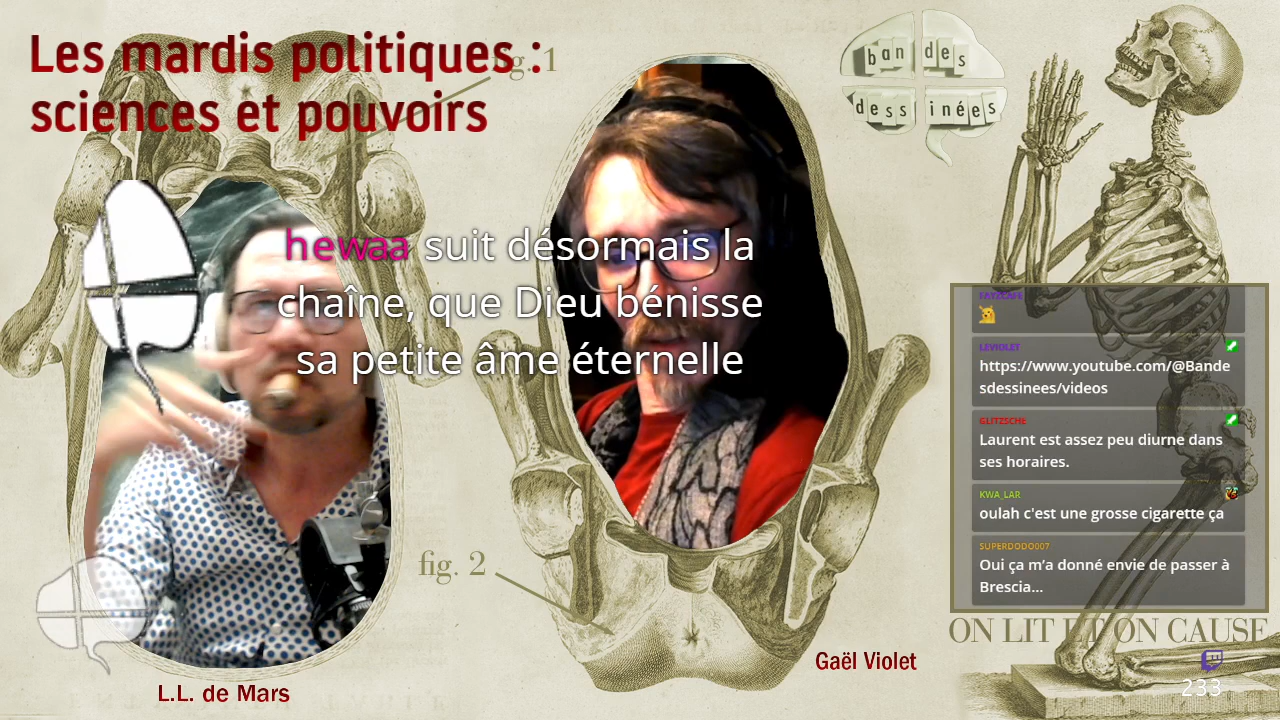 Les mardis politiques :
sciences et pouvoirs
fig. 1
ban des
dess inées
hewaa suit désormais la
chaîne, que Dieu bénisse
sa petite âme éternelle
FATXCAFE
LEVIOLET
https://www.youtube.com/@Bande
sdessinees/videos
GLITZSCHE
Laurent est assez peu diurne dans
ses horaires.
KWA_LAR
oulah c'est une grosse cigarette ça
SUPERDODO007
Oui ça m'a donné envie de passer à
Brescia...
fig. 2
ON LIT ET ON CAUSE
Gaël Violet
233
L.L. de Mars